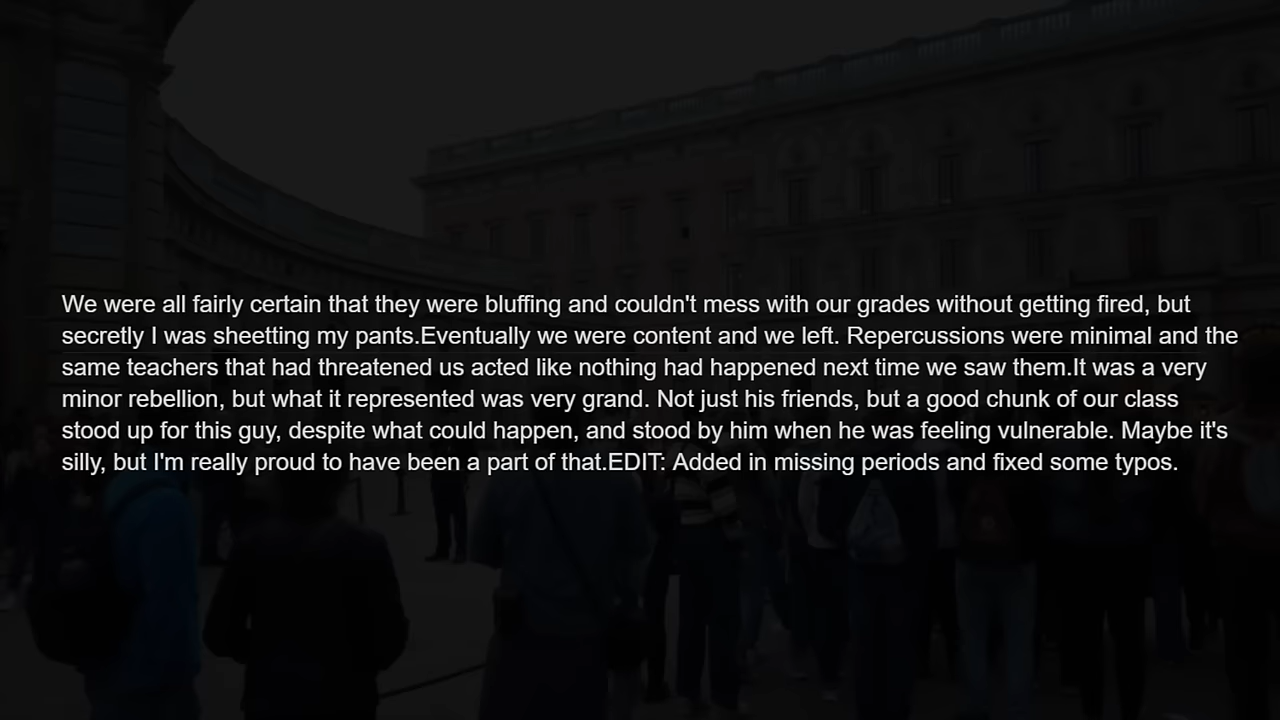 We were all fairly certain that they were bluffing and couldn't mess with our grades without getting fired, but
secretly I was sheetting my pants.Eventually we were content and we left. Repercussions were minimal and the
same teachers that had threatened us acted like nothing had happened next time we saw them.It was a very
minor rebellion, but what it represented was very grand. Not just his friends, but a good chunk of our class
stood up for this guy, despite what could happen, and stood by him when he was feeling vulnerable. Maybe it's
silly, but I'm really proud to have been a part of that.EDIT: Added in missing periods and fixed some typos.